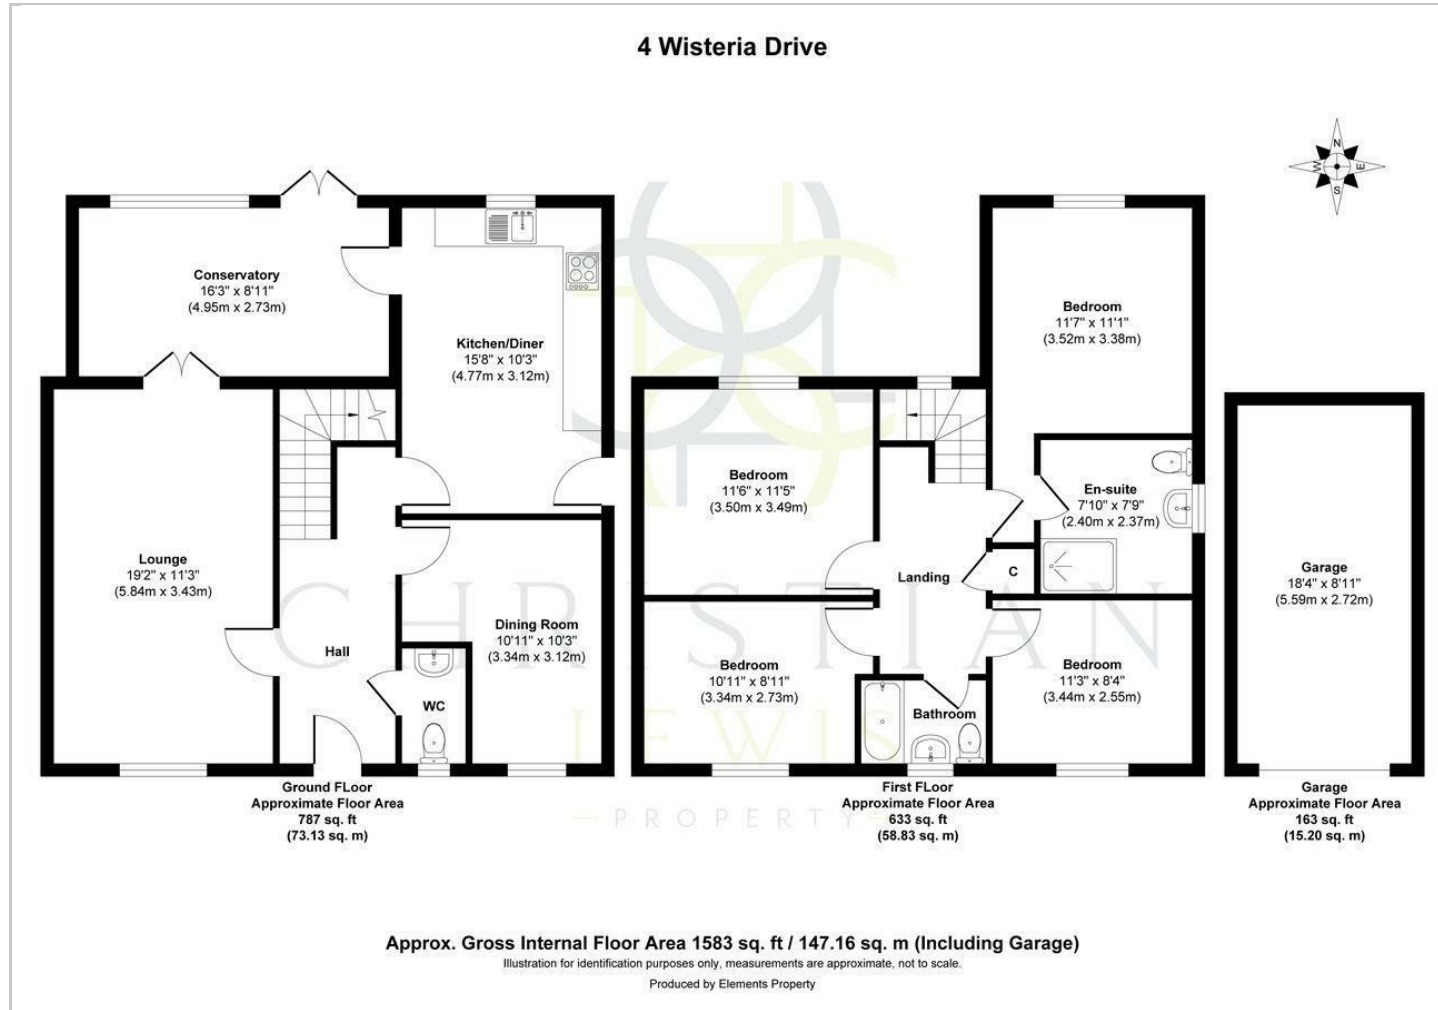 4 Wisteria Drive
N
W
E
S
Conservatory
16'3" x 8'11"
(4.95m x 2.73m)
Kitchen/Diner
15'8" x 10'3"
(4.77m x 3.12m)
Lounge
19'2" x 11'3"
(5.84m x 3.43m)
Hall
Dining Room
10'11" x 10'3"
(3.34m x 3.12m)
WC
Ground FLoor
Approximate Floor Area
787 sq. ft
(73.13 sq. m)
Bedroom
11'7" x 11'1"
(3.52m x 3.38m)
Bedroom
11'6" x 11'5"
(3.50m x 3.49m)
En-suite
7'10" x 7'9"
(2.40m x 2.37m)
Landing
C
Bedroom
10'11" x 8'11"
(3.34m x 2.73m)
Bathroom
Bedroom
11'3" x 8'4"
(3.44m x 2.55m)
First FLoor
Approximate Floor Area
633 sq. ft
(58.83 sq. m)
Garage
18'4" x 8'11"
(5.59m x 2.72m)
Garage
Approximate Floor Area
163 sq. ft
(15.20 sq. m)
CHRISTIAN
LEWIS
PROPERTY
Approx. Gross Internal Floor Area 1583 sq. ft / 147.16 sq. m (Including Garage)
Illustration for identification purposes only, measurements are approximate, not to scale.
Produced by Elements Property